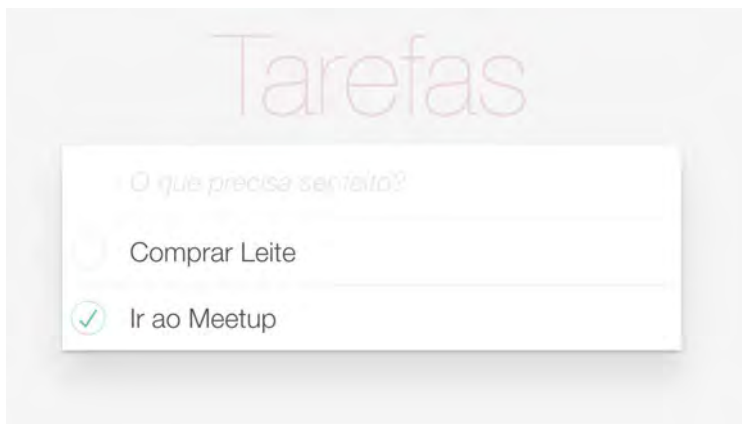 Tarefas
O que precisa ser feito?
Comprar Leite
Ir ao Meetup